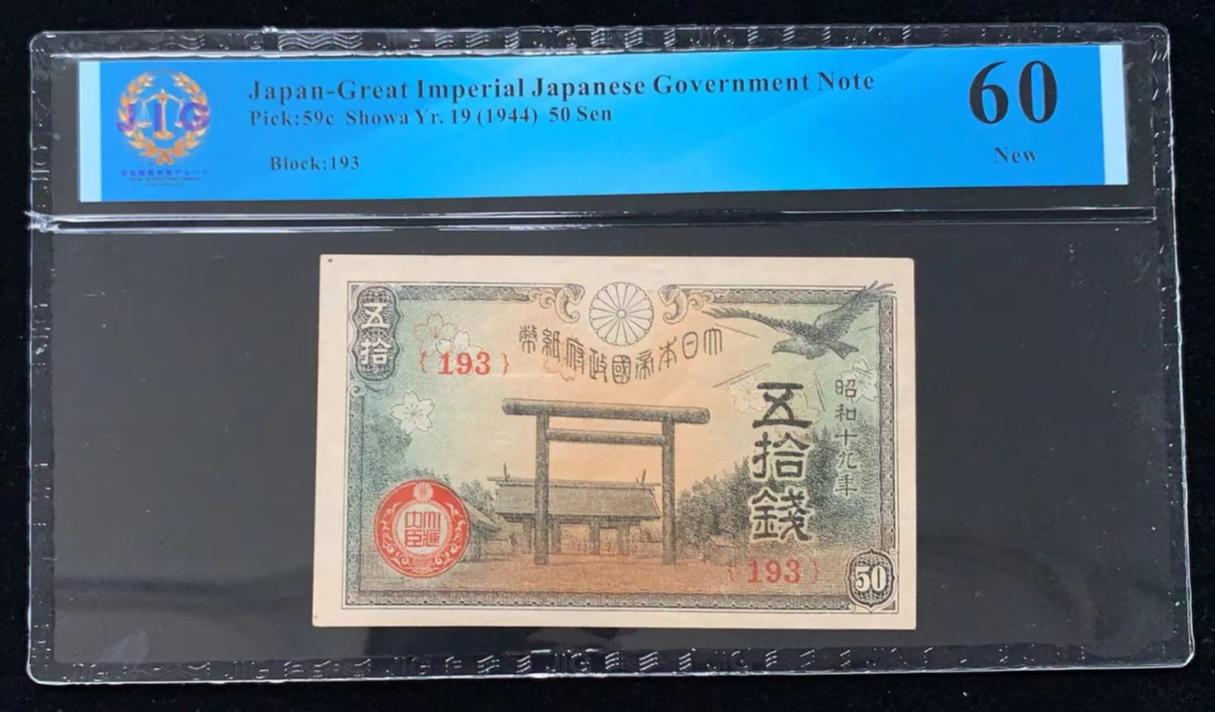 JIG
Japan-Great Imperial Japanese Government Note
Pick:59c Showa Yr. 19 (1944) 50 Sen
Block:193
60
New
五拾
{193}
幣紙府政國帝本日大
昭和十九年
五拾錢
{193}
50